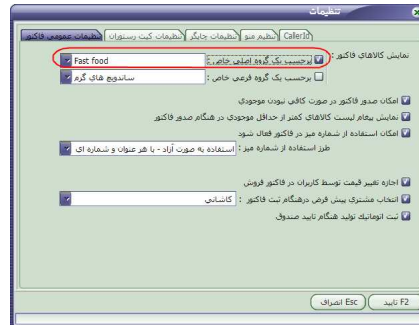 تنظیمات
تنظیمات عمومی فاکتور تنظیمات کیت رستوران تنظیمات چاپگر تنظیم منو CallerId
نمایش کالاهای فاکتور : برحسب یک گروه اصلی خاص : Fast food
برحسب یک گروه فرعی خاص : ساندویچ های گرم
امکان صدور فاکتور در صورت کافی نبودن موجودی
نمایش پیغام لیست کالاهای کمتر از حداقل موجودی در هنگام صدور فاکتور
امکان استفاده از شماره میز در فاکتور فعال شود
طرز استفاده از شماره میز : استفاده به صورت آزاد - با هر عنوان و شماره ای
اجازه تغییر قیمت توسط کاربران در فاکتور فروش
انتخاب مشتری پیش فرض درهنگام ثبت فاکتور : کاشانی
ثبت اتوماتیک تولید هنگام تایید صندوق
F2 تایید Esc انصراف